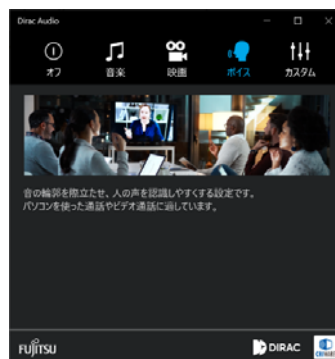 Dirac Audio
オフ
音楽
映画
ボイス
カスタム
音の輪郭を際立たせ、人の声を認識しやすくする設定です。
パソコンを使った通話やビデオ通話に適しています。
FUJITSU
DIRAC